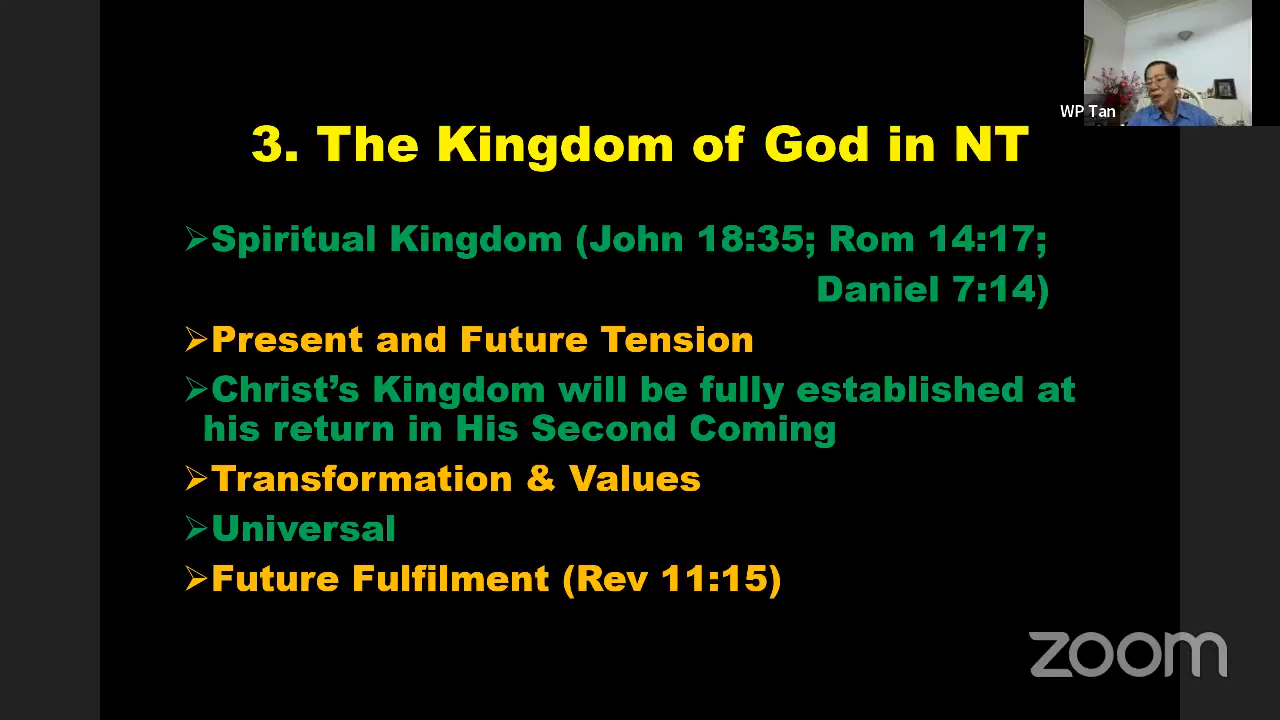 WP Tan
3. The Kingdom of God in NT
➢Spiritual Kingdom (John 18:35; Rom 14:17;
Daniel 7:14)
➢Present and Future Tension
➢Christ’s Kingdom will be fully established at
his return in His Second Coming
➢Transformation & Values
➢Universal
➢Future Fulfilment (Rev 11:15)
zoom